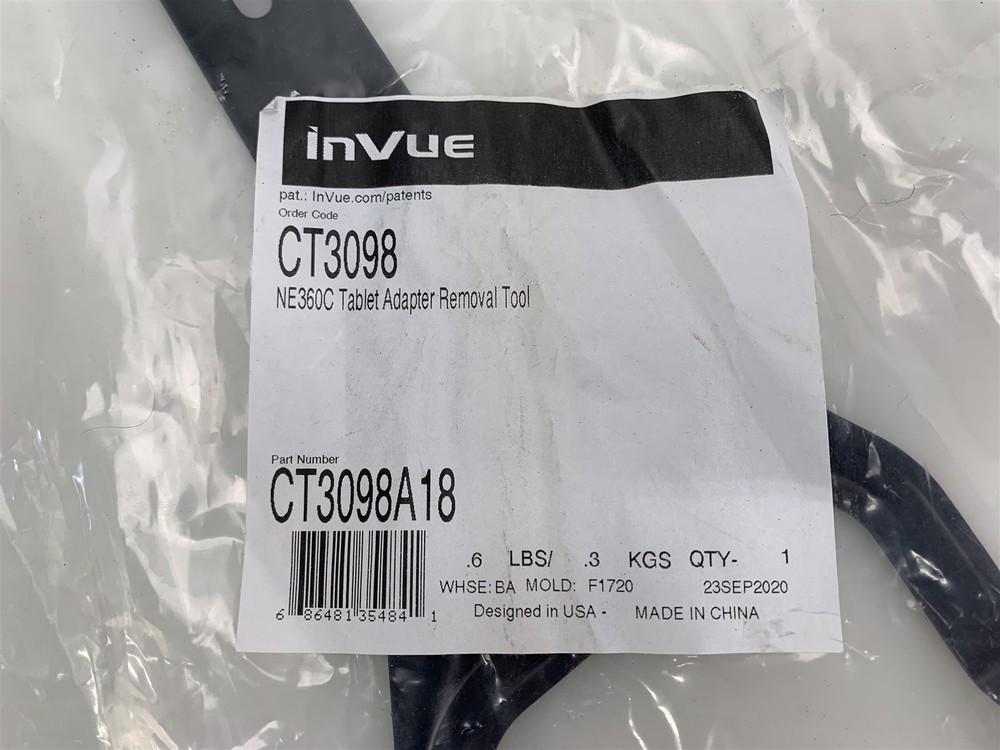 inVue
pat.: InVue.com/patents
Order Code
CT3098
NE360C Tablet Adapter Removal Tool
Part Number
CT3098A18
.6 LBS/ .3 KGS QTY- 1
WHSE: BA MOLD: F1720 23SEP2020
6 86481 35484 1 Designed in USA - MADE IN CHINA